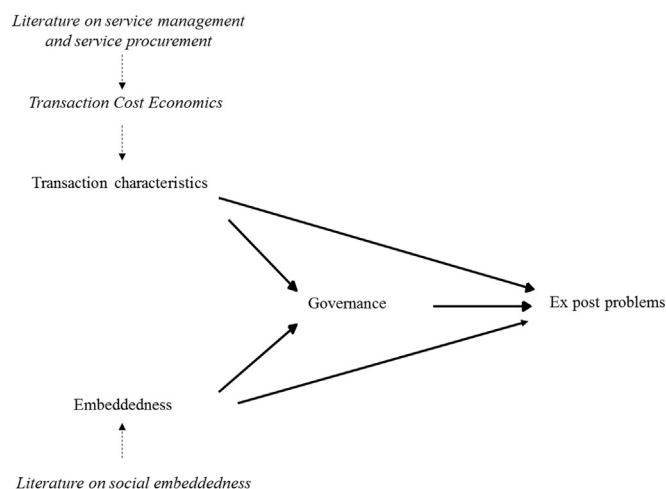 Literature on service management
and service procurement
Transaction Cost Economics
Transaction characteristics
Governance
Ex post problems
Embeddedness
Literature on social embeddedness